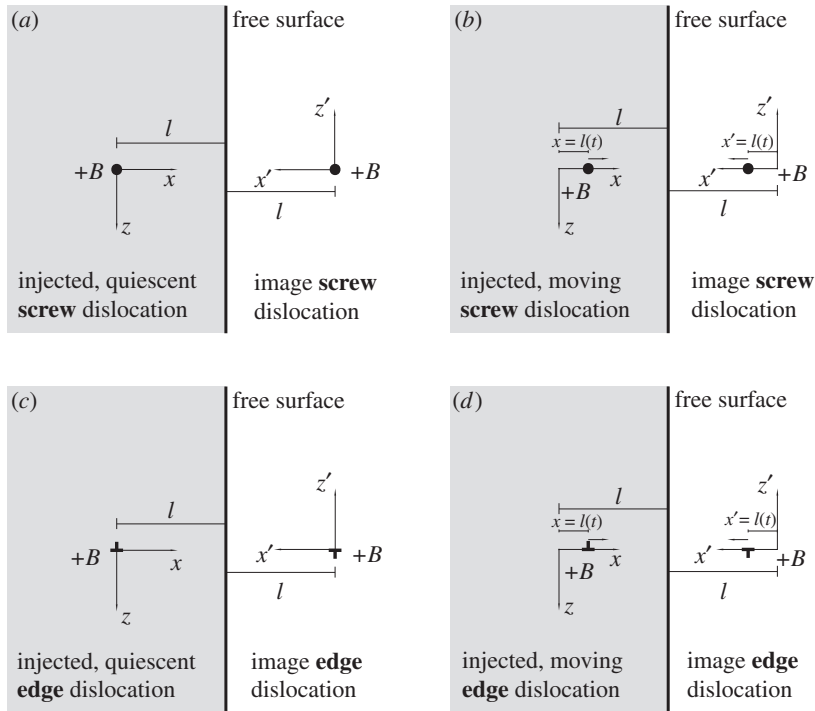 (a)
free surface
z′
l
+B
x
x′
+B
z
l
injected, quiescent
screw dislocation
image screw
dislocation
(b)
free surface
z′
l
x = l(t)
x′ = l(t)
x
x′
+B
+B
z
l
injected, moving
screw dislocation
image screw
dislocation
(c)
free surface
z′
l
+B
x
x′
+B
z
l
injected, quiescent
edge dislocation
image edge
dislocation
(d)
free surface
z′
l
x = l(t)
x′ = l(t)
x
x′
+B
+B
z
l
injected, moving
edge dislocation
image edge
dislocation